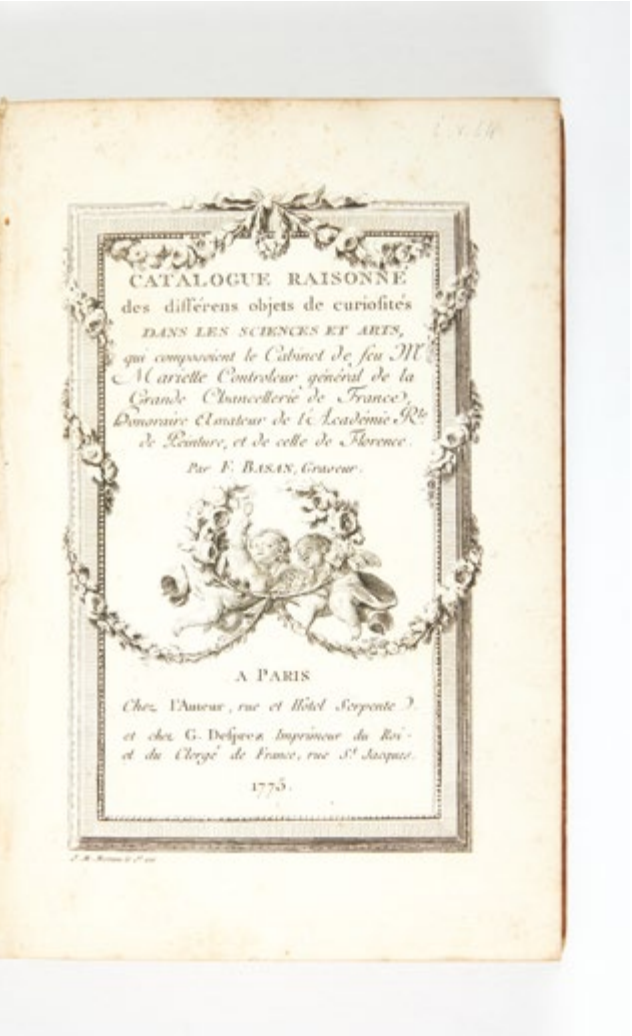 CATALOGUE RAISONNÉ
des différens objets de curiosités
DANS LES SCIENCES ET ARTS,
qui composoient le Cabinet de feu Mr
Mariette Controleur général de la
Grande Chancellerie de France,
Honoraire Amateur de l'Académie Rle.
de Peinture, et de celle de Florence.
Par F. BASAN, Graveur.
A PARIS
Chez l'Auteur, rue et Hôtel Serpente
et chez G. Desprez Imprimeur du Roi
et du Clergé de France, rue St. Jacques.
1775.